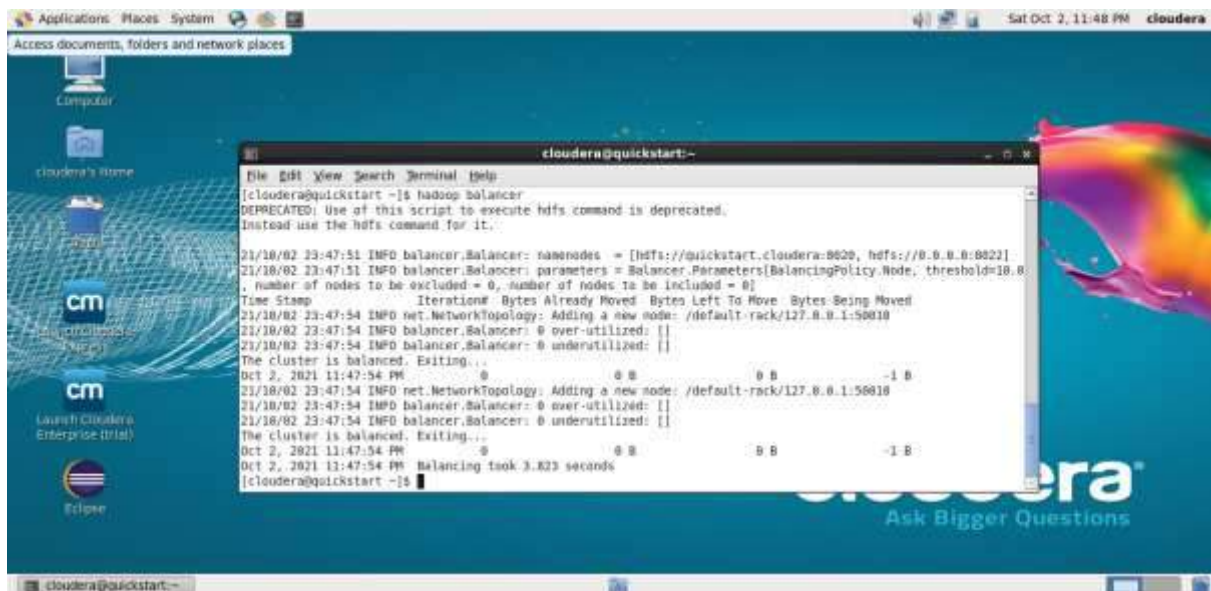 Applications Places System
Sat Oct 2, 11:48 PM cloudera
Access documents, folders and network places
Computer
cloudera's Home
cloudera@quickstart:~
File Edit View Search Terminal Help
[cloudera@quickstart ~]$ hadoop balancer
DEPRECATED: Use of this script to execute hdfs command is deprecated.
Instead use the hdfs command for it.
21/10/02 23:47:51 INFO balancer.Balancer: namenodes = [hdfs://quickstart.cloudera:8020, hdfs://0.0.0.0:8022]
21/10/02 23:47:51 INFO balancer.Balancer: parameters = Balancer.Parameters[BalancingPolicy.Node, threshold=10.0
, number of nodes to be excluded = 0, number of nodes to be included = 0]
Time Stamp Iteration# Bytes Already Moved Bytes Left To Move Bytes Being Moved
21/10/02 23:47:54 INFO net.NetworkTopology: Adding a new node: /default-rack/127.0.0.1:50010
21/10/02 23:47:54 INFO balancer.Balancer: 0 over-utilized: []
21/10/02 23:47:54 INFO balancer.Balancer: 0 underutilized: []
The cluster is balanced. Exiting...
Oct 2, 2021 11:47:54 PM 0 0 B 0 B -1 B
21/10/02 23:47:54 INFO net.NetworkTopology: Adding a new node: /default-rack/127.0.0.1:50010
21/10/02 23:47:54 INFO balancer.Balancer: 0 over-utilized: []
21/10/02 23:47:54 INFO balancer.Balancer: 0 underutilized: []
The cluster is balanced. Exiting...
Oct 2, 2021 11:47:54 PM 0 0 B 0 B -1 B
Oct 2, 2021 11:47:54 PM Balancing took 3.823 seconds
[cloudera@quickstart ~]$
cm
cm
Launch Cloudera
Enterprise (trial)
Eclipse
cloudera
Ask Bigger Questions
cloudera@quickstart:~